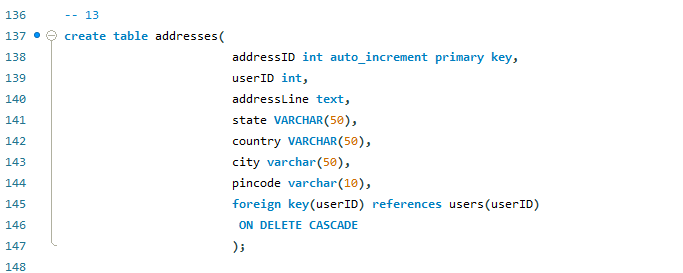 136 -- 13
137 create table addresses(
138 addressID int auto_increment primary key,
139 userID int,
140 addressLine text,
141 state VARCHAR(50),
142 country VARCHAR(50),
143 city varchar(50),
144 pincode varchar(10),
145 foreign key(userID) references users(userID)
146 ON DELETE CASCADE
147 );
148